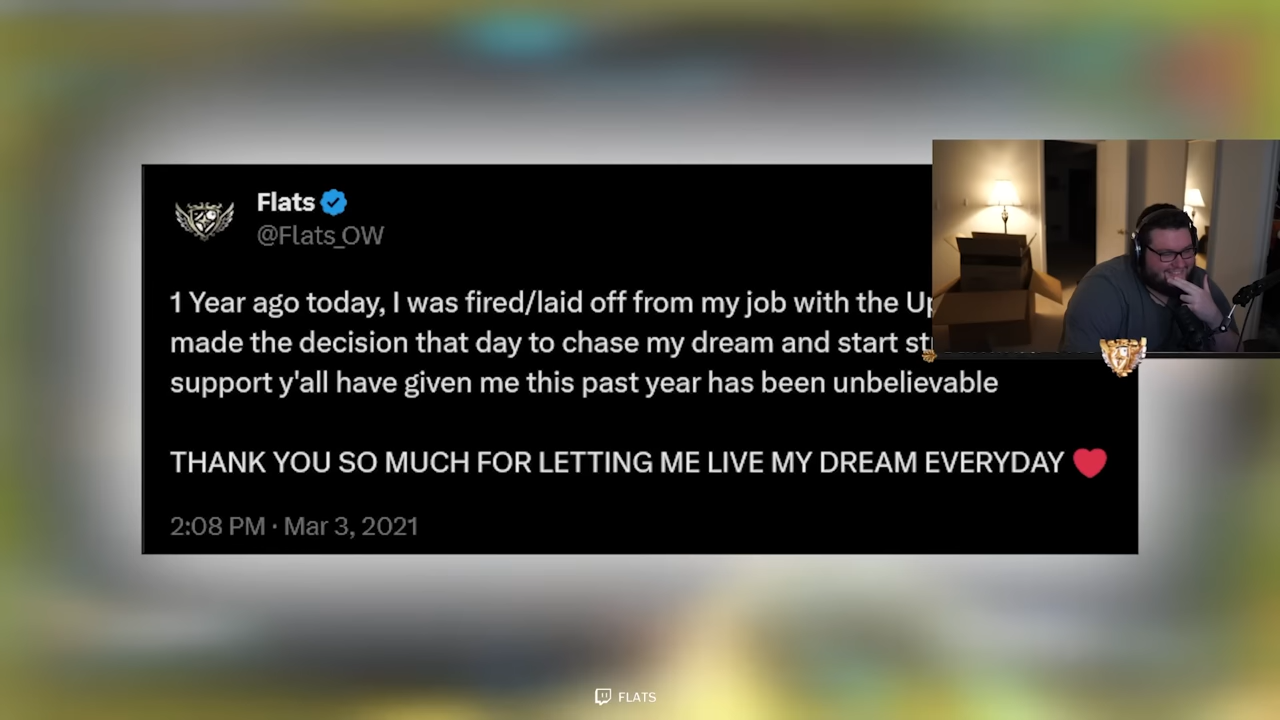 Flats
@Flats_OW
1 Year ago today, I was fired/laid off from my job with the
made the decision that day to chase my dream and start
support y'all have given me this past year has been unbelievable
THANK YOU SO MUCH FOR LETTING ME LIVE MY DREAM EVERYDAY ❤️
2:08 PM · Mar 3, 2021
FLATS